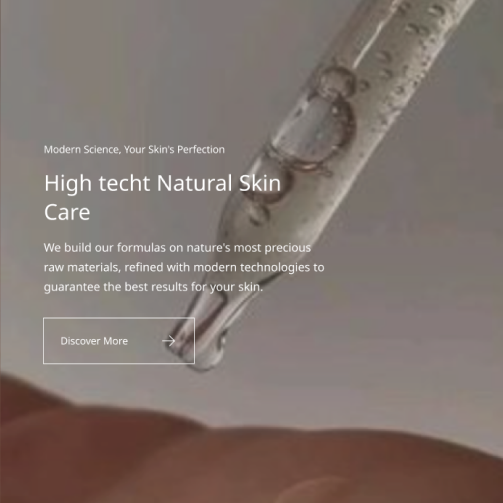 Modern Science, Your Skin's Perfection
High techt Natural Skin
Care
We build our formulas on nature's most precious
raw materials, refined with modern technologies to
guarantee the best results for your skin.
Discover More